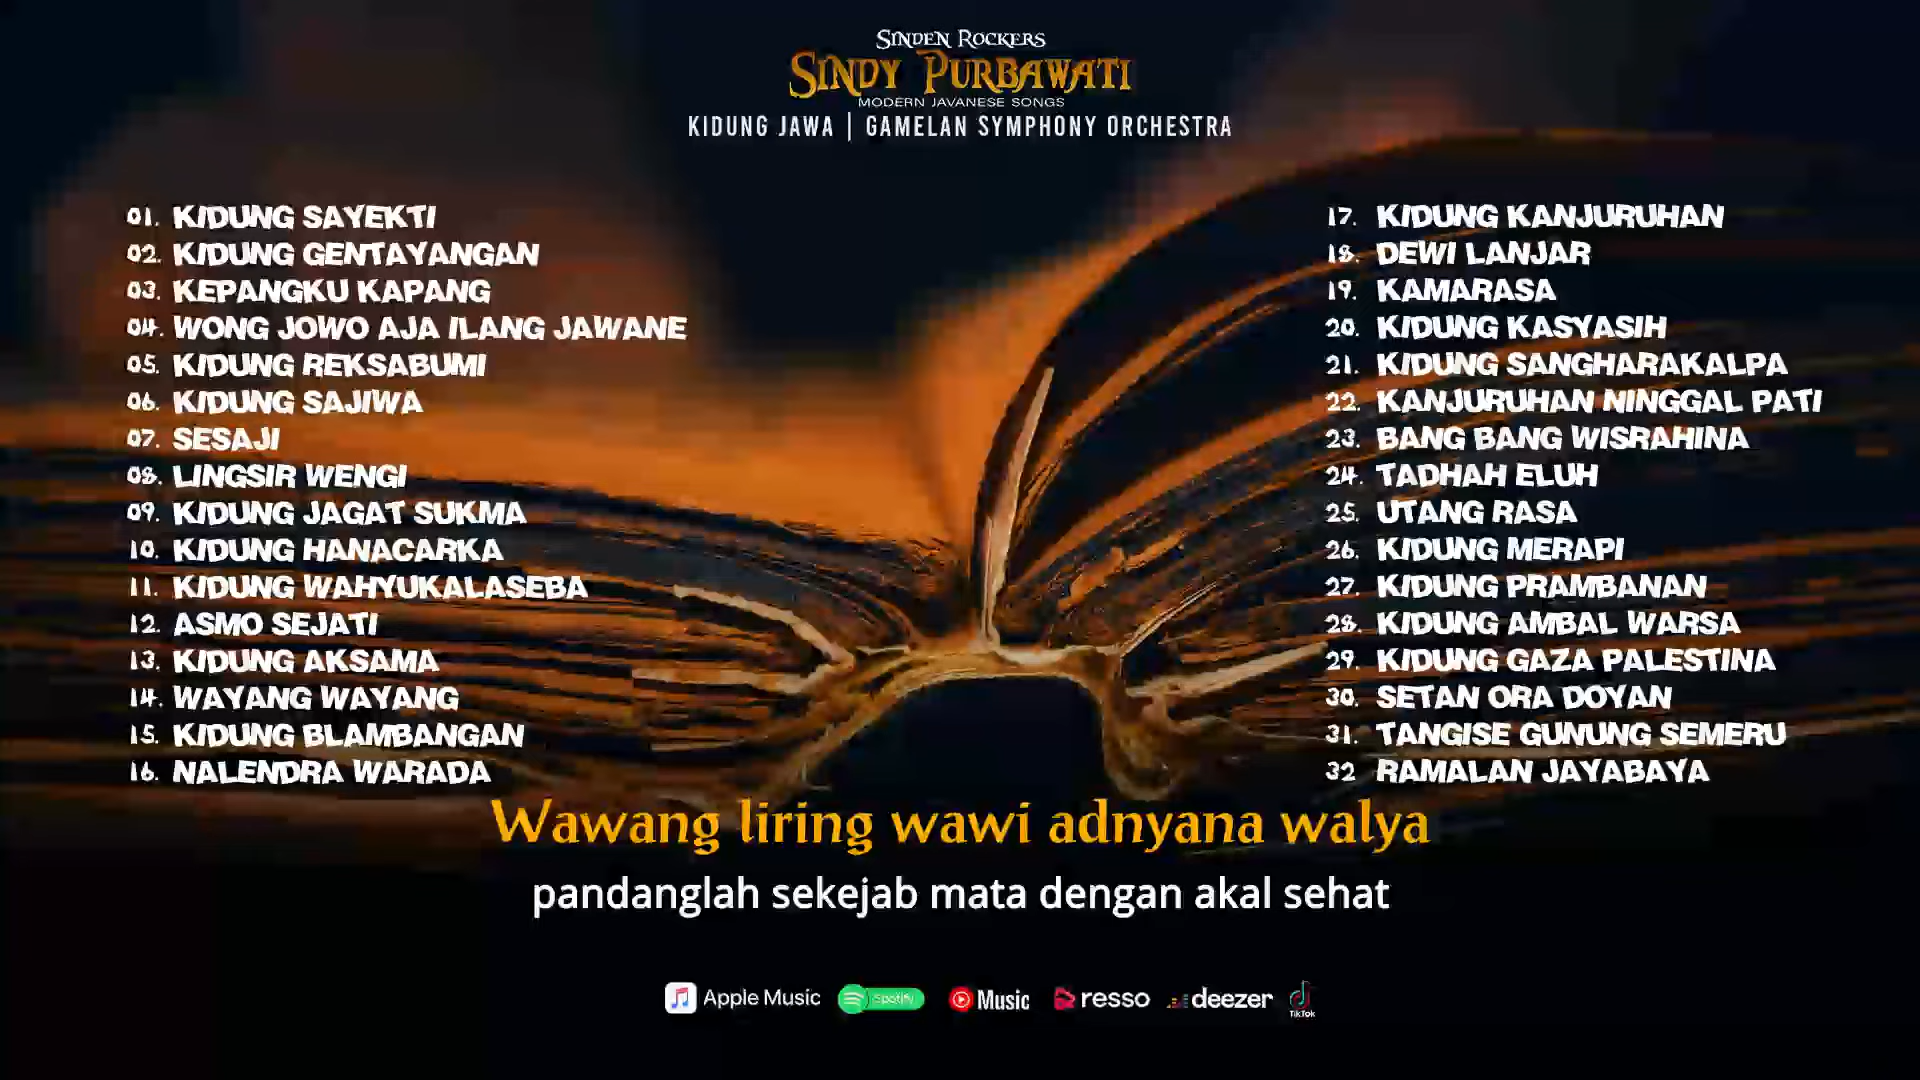 SINDEN ROCKERS
SINDY PURBAWATI
MODERN JAVANESE SONGS
KIDUNG JAWA | GAMELAN SYMPHONY ORCHESTRA
01. KIDUNG SAYEKTI
02. KIDUNG GENTAYANGAN
03. KEPANGKU KAPANG
04. WONG JOWO AJA ILANG JAWANE
05. KIDUNG REKSABUMI
06. KIDUNG SAJIWA
07. SESAJI
08. LINGSIR WENGI
09. KIDUNG JAGAT SUKMA
10. KIDUNG HANACARKA
11. KIDUNG WAHYUKALASEBA
12. ASMO SEJATI
13. KIDUNG AKSAMA
14. WAYANG WAYANG
15. KIDUNG BLAMBANGAN
16. NALENDRA WARADA
17. KIDUNG KANJURUHAN
18. DEWI LANJAR
19. KAMARASA
20. KIDUNG KASYASIH
21. KIDUNG SANGHARAKALPA
22. KANJURUHAN NINGGAL PATI
23. BANG BANG WISRAHINA
24. TADHAH ELUH
25. UTANG RASA
26. KIDUNG MERAPI
27. KIDUNG PRAMBANAN
28. KIDUNG AMBAL WARSA
29. KIDUNG GAZA PALESTINA
30. SETAN ORA DOYAN
31. TANGISE GUNUNG SEMERU
32 RAMALAN JAYABAYA
Wawang liring wawi adnyana walya
pandanglah sekejab mata dengan akal sehat
Apple Music Spotify Music resso deezer TikTok